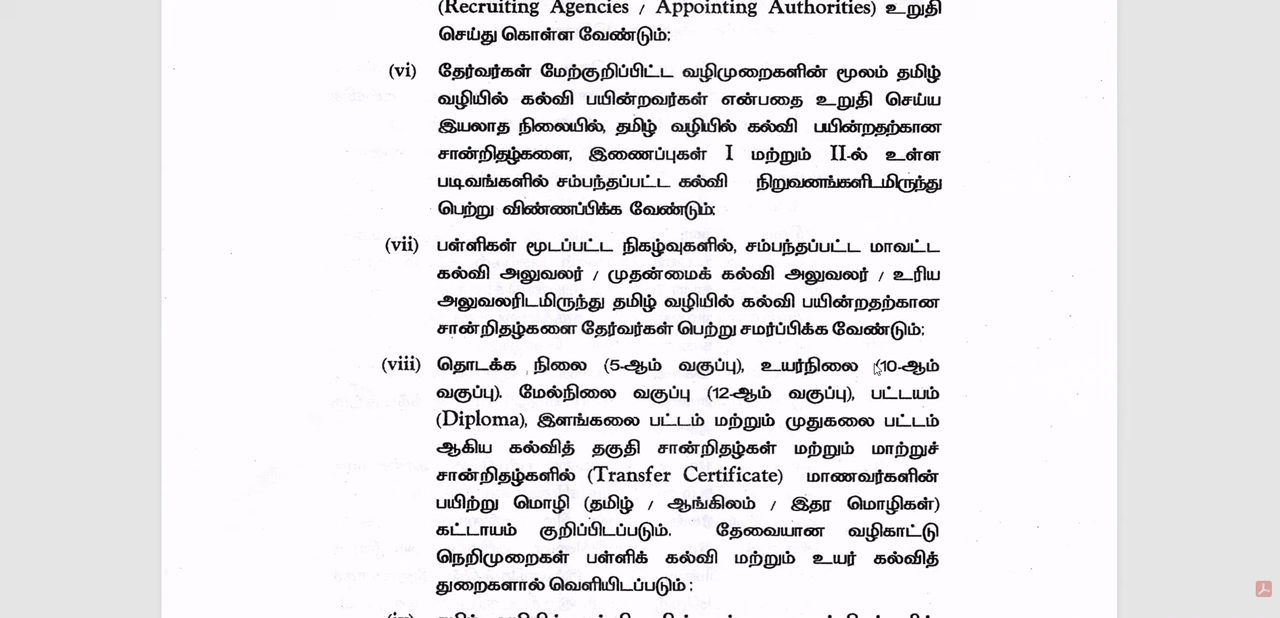 (Recruiting Agencies / Appointing Authorities) உறுதி
செய்து கொள்ள வேண்டும்;
(vi) தேர்வர்கள் மேற்குறிப்பிட்ட வழிமுறைகளின் மூலம் தமிழ்
வழியில் கல்வி பயின்றவர்கள் என்பதை உறுதி செய்ய
இயலாத நிலையில், தமிழ் வழியில் கல்வி பயின்றதற்கான
சான்றிதழ்களை, இணைப்புகள் I மற்றும் II-ல் உள்ள
படிவங்களில் சம்பந்தப்பட்ட கல்வி நிறுவனங்களிடமிருந்து
பெற்று விண்ணப்பிக்க வேண்டும்;
(vii) பள்ளிகள் மூடப்பட்ட நிகழ்வுகளில், சம்பந்தப்பட்ட மாவட்ட
கல்வி அலுவலர் / முதன்மைக் கல்வி அலுவலர் / உரிய
அலுவலரிடமிருந்து தமிழ் வழியில் கல்வி பயின்றதற்கான
சான்றிதழ்களை தேர்வர்கள் பெற்று சமர்ப்பிக்க வேண்டும்;
(viii) தொடக்க நிலை (5-ஆம் வகுப்பு), உயர்நிலை (10-ஆம்
வகுப்பு). மேல்நிலை வகுப்பு (12-ஆம் வகுப்பு), பட்டயம்
(Diploma), இளங்கலை பட்டம் மற்றும் முதுகலை பட்டம்
ஆகிய கல்வித் தகுதி சான்றிதழ்கள் மற்றும் மாற்றுச்
சான்றிதழ்களில் (Transfer Certificate) மாணவர்களின்
பயிற்று மொழி (தமிழ் / ஆங்கிலம் / இதர மொழிகள்)
கட்டாயம் குறிப்பிடப்படும். தேவையான வழிகாட்டு
நெறிமுறைகள் பள்ளிக் கல்வி மற்றும் உயர் கல்வித்
துறைகளால் வெளியிடப்படும் ;